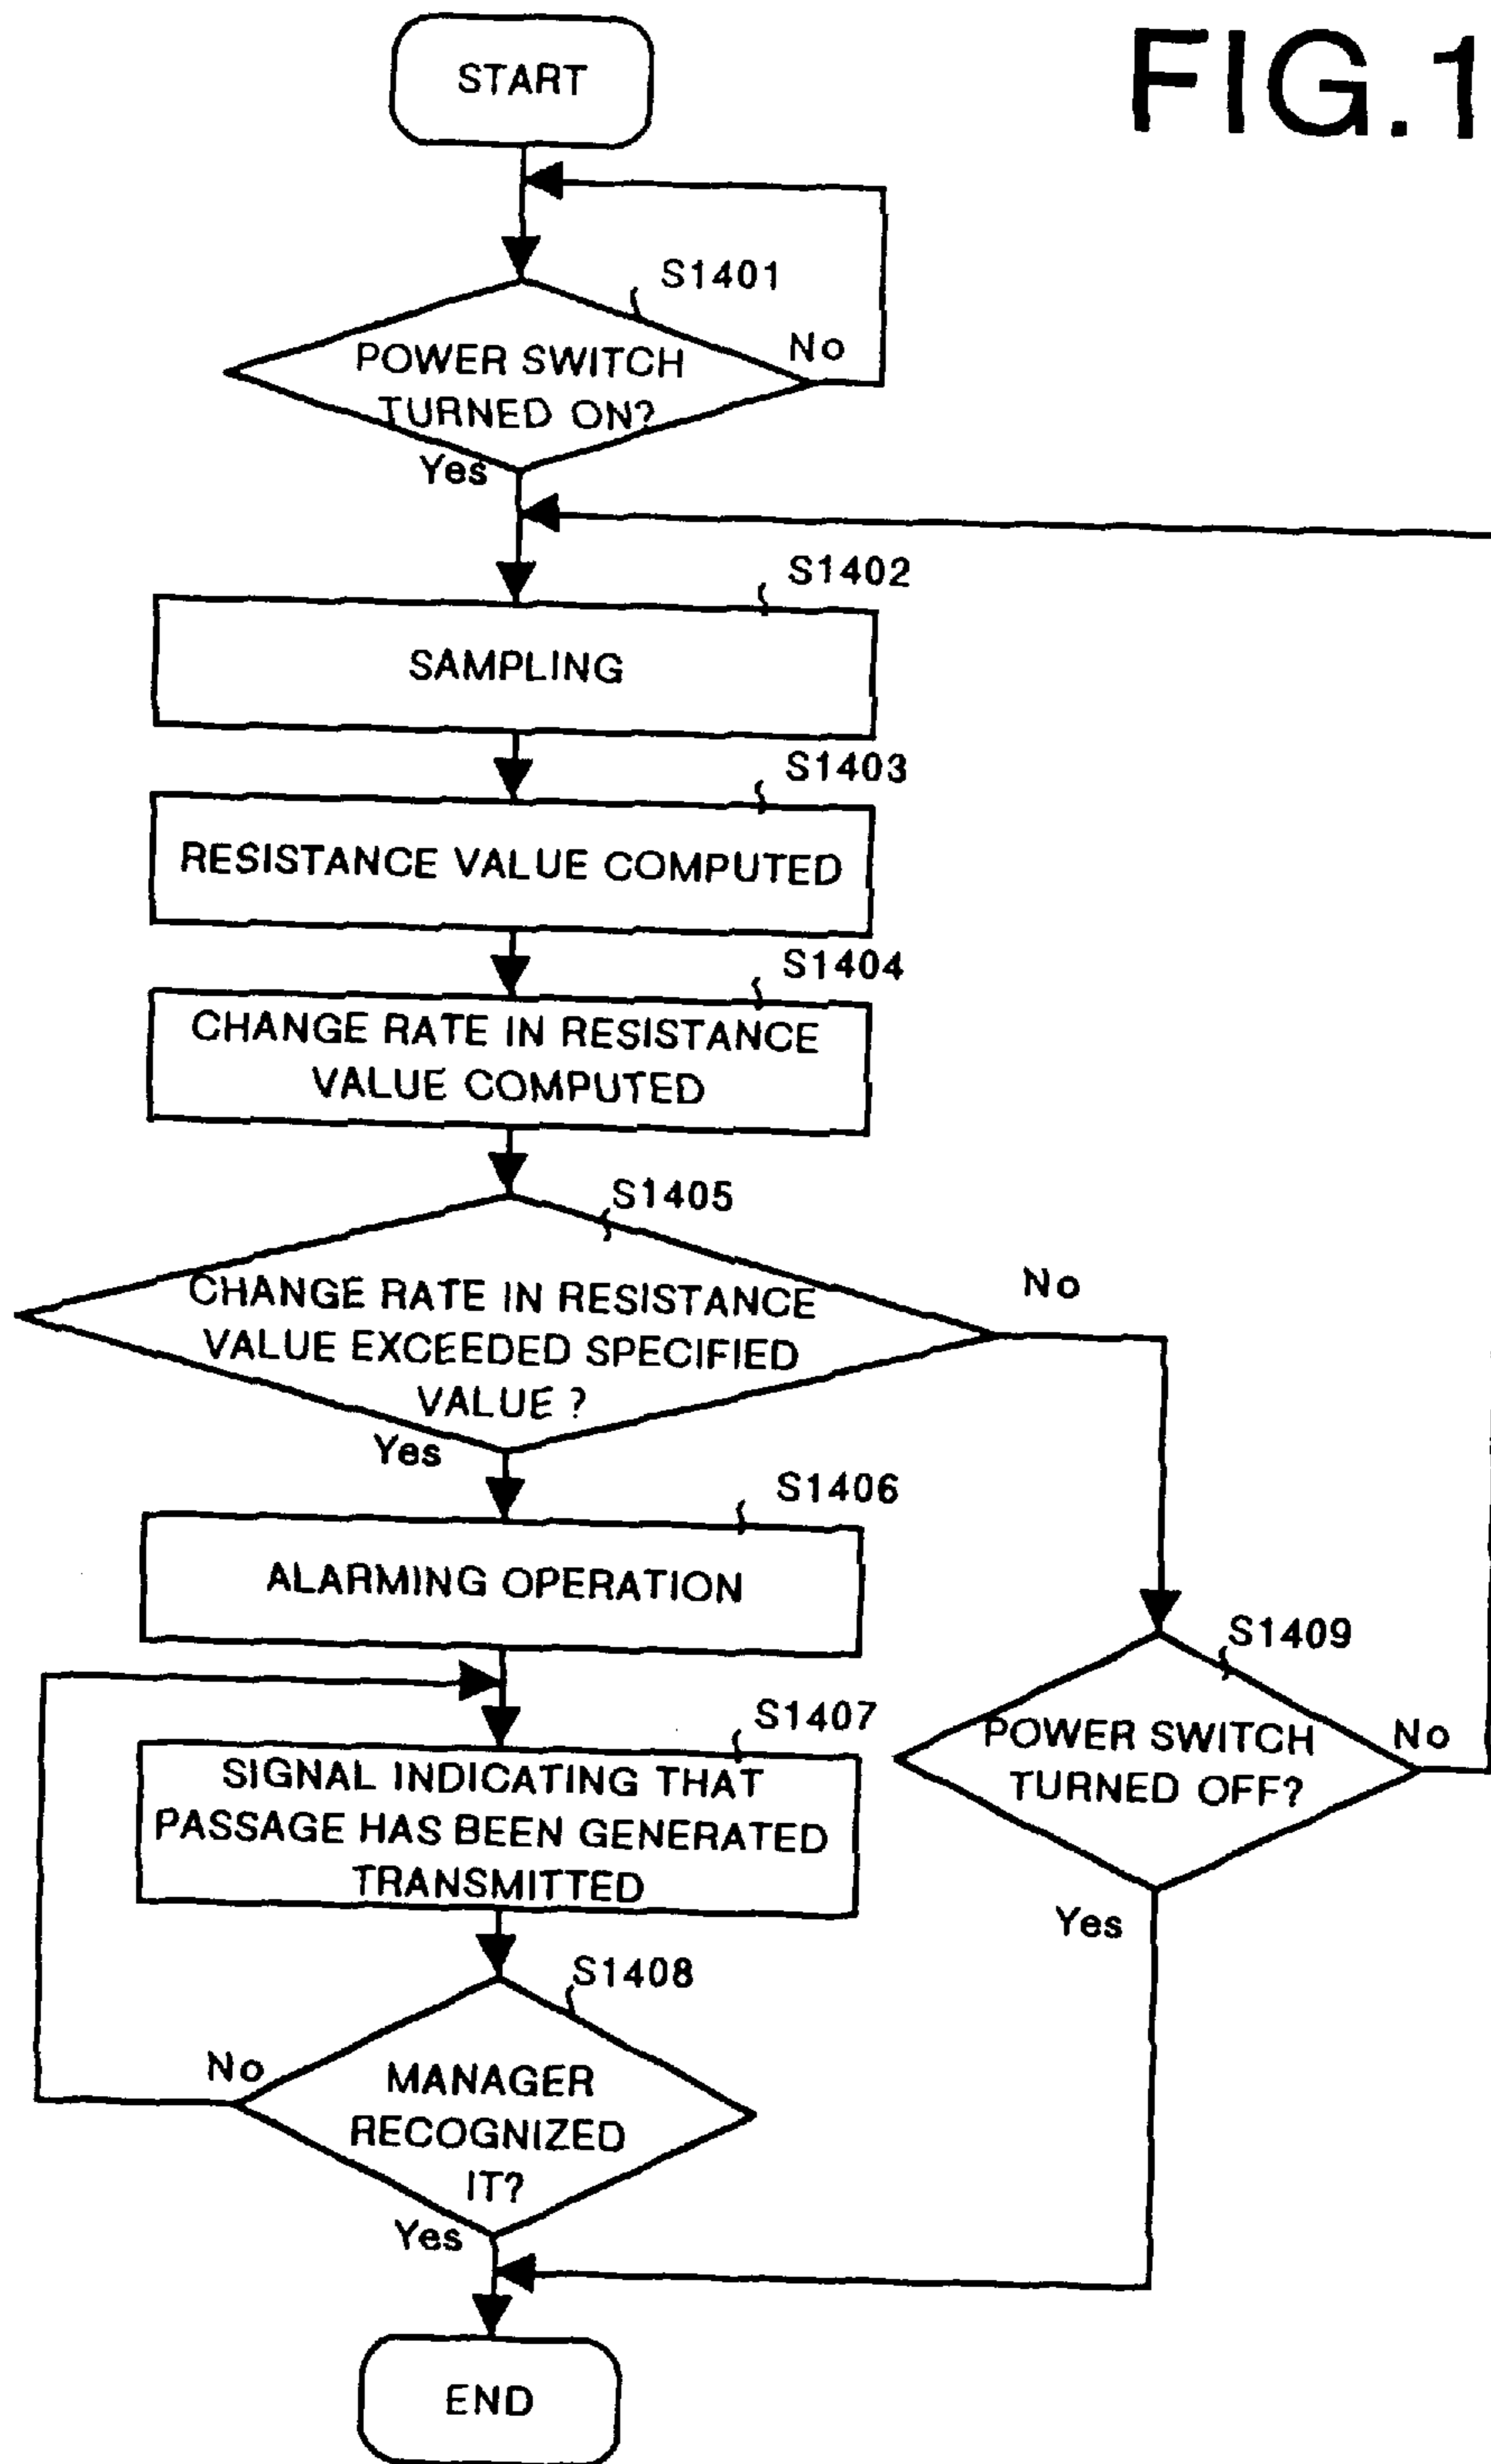 FIG.1
START
S1401
POWER SWITCH
TURNED ON?
No
Yes
S1402
SAMPLING
S1403
RESISTANCE VALUE COMPUTED
S1404
CHANGE RATE IN RESISTANCE
VALUE COMPUTED
S1405
CHANGE RATE IN RESISTANCE
VALUE EXCEEDED SPECIFIED
VALUE ?
No
Yes
S1406
ALARMING OPERATION
S1407
SIGNAL INDICATING THAT
PASSAGE HAS BEEN GENERATED
TRANSMITTED
S1408
MANAGER
RECOGNIZED
IT?
No
Yes
S1409
POWER SWITCH
TURNED OFF?
No
Yes
END